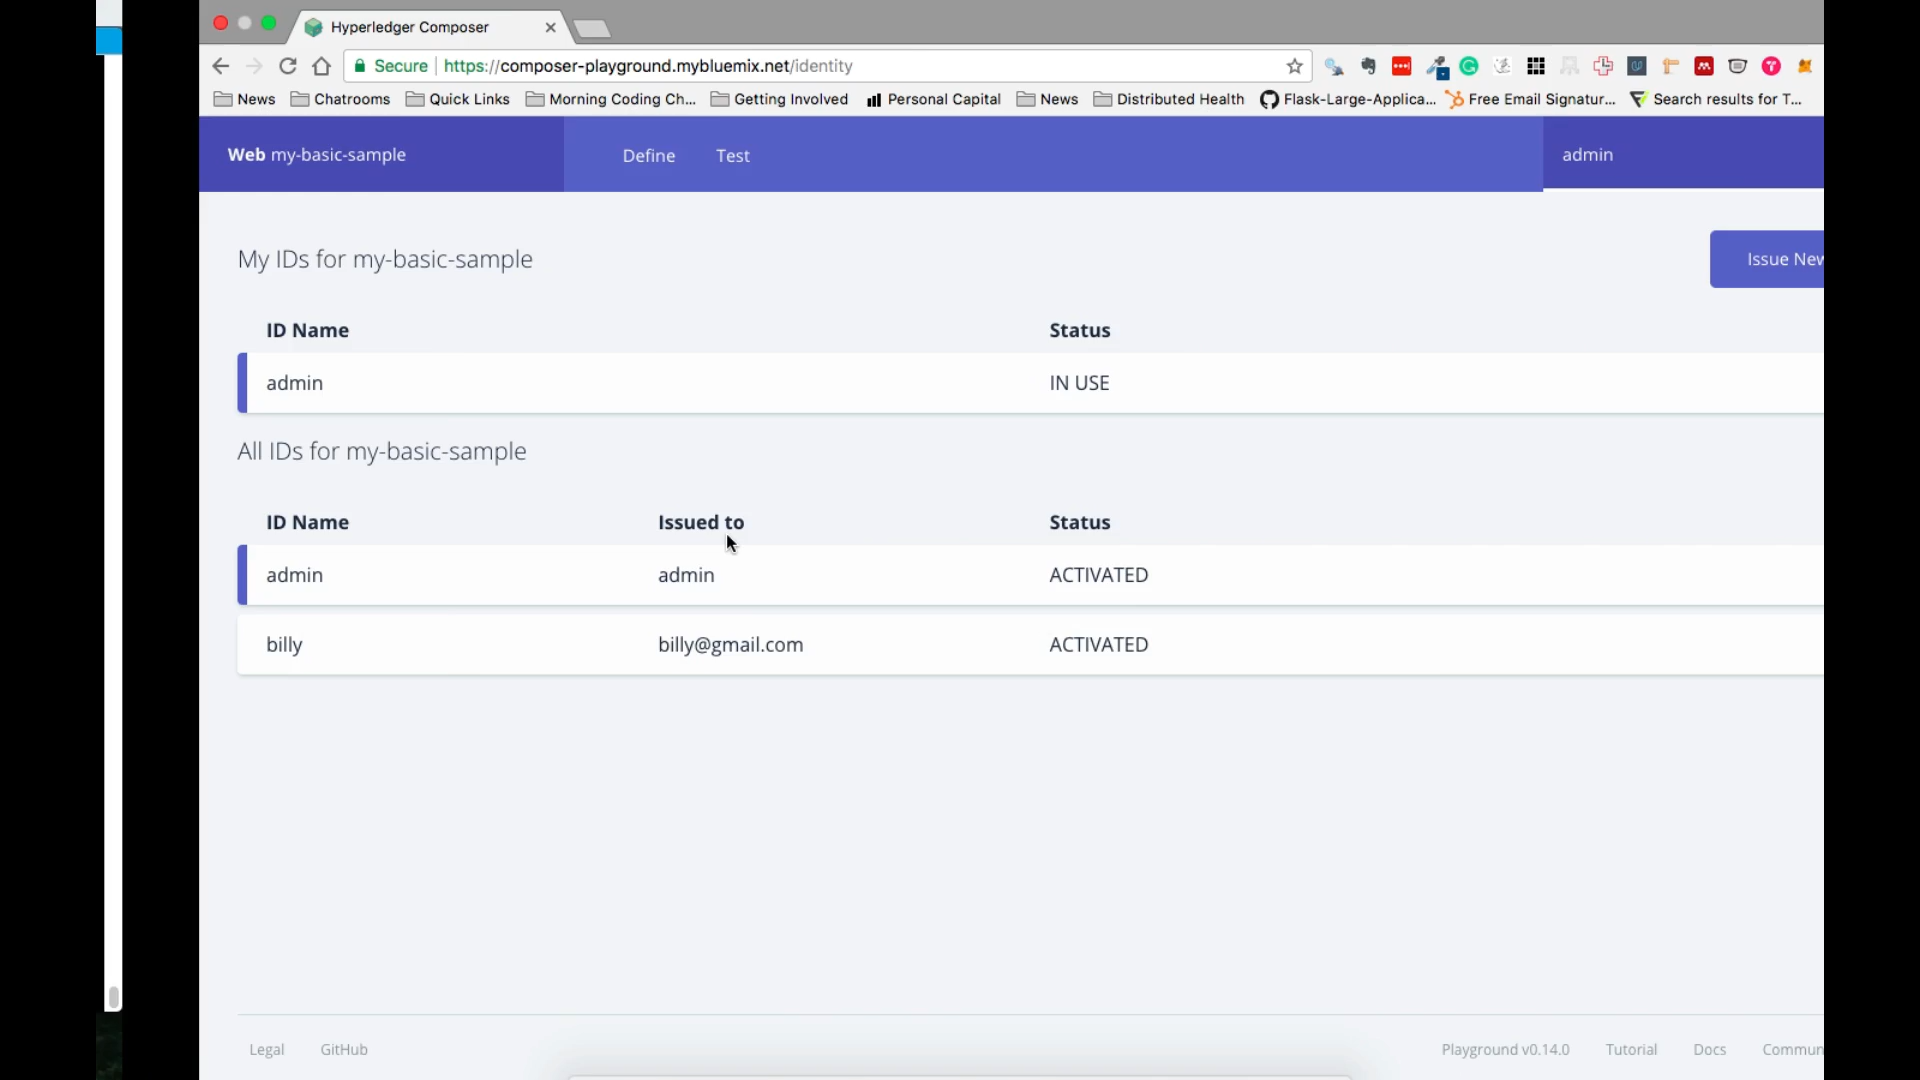 Hyperledger Composer
Secure https://composer-playground.mybluemix.net/identity
News Chatrooms Quick Links Morning Coding Ch... Getting Involved Personal Capital News Distributed Health Flask-Large-Applica... Free Email Signatur... Search results for T...
Web my-basic-sample Define Test admin
My IDs for my-basic-sample Issue New
ID Name Status
admin IN USE
All IDs for my-basic-sample
ID Name Issued to Status
admin admin ACTIVATED
billy billy@gmail.com ACTIVATED
Legal GitHub Playground v0.14.0 Tutorial Docs Commun